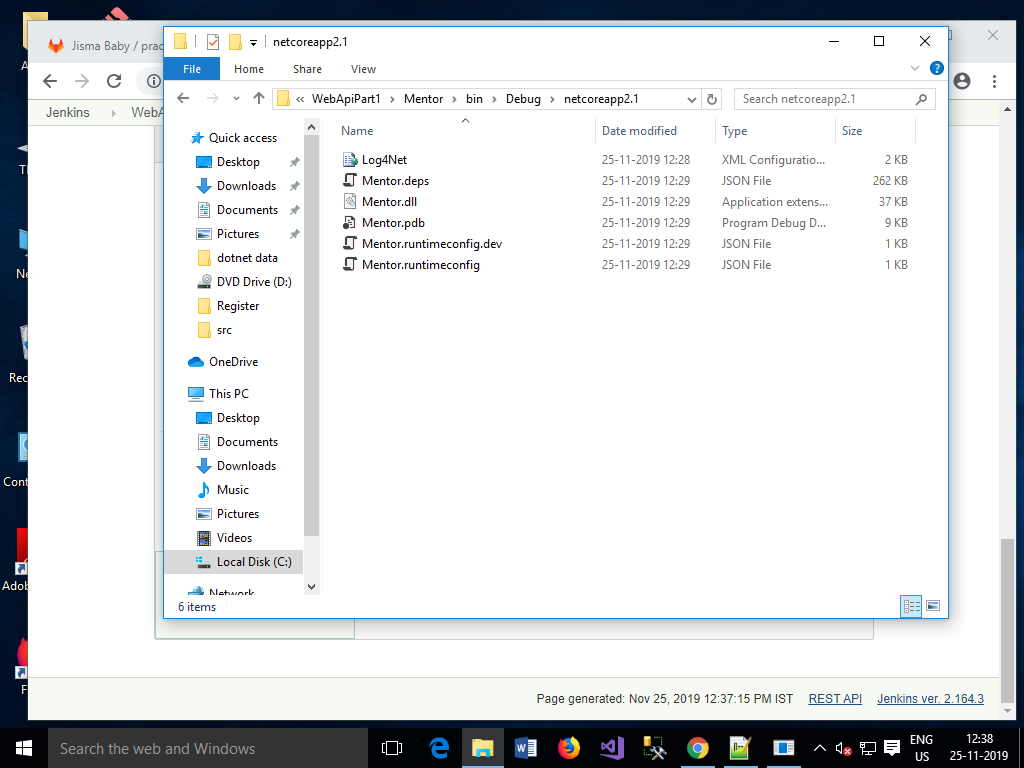 netcoreapp2.1
File Home Share View
« WebApiPart1 Mentor bin Debug netcoreapp2.1
Search netcoreapp2.1
Jisma Baby / prac
Jenkins WebA
Name Date modified Type Size
Log4Net 25-11-2019 12:28 XML Configuratio... 2 KB
Mentor.deps 25-11-2019 12:29 JSON File 262 KB
Mentor.dll 25-11-2019 12:29 Application extens... 37 KB
Mentor.pdb 25-11-2019 12:29 Program Debug D... 9 KB
Mentor.runtimeconfig.dev 25-11-2019 12:29 JSON File 1 KB
Mentor.runtimeconfig 25-11-2019 12:29 JSON File 1 KB
Quick access
Desktop
Downloads
Documents
Pictures
dotnet data
DVD Drive (D:)
Register
src
OneDrive
This PC
Desktop
Documents
Downloads
Music
Pictures
Videos
Local Disk (C:)
Network
6 items
Rec
Cont
Adob
Page generated: Nov 25, 2019 12:37:15 PM IST REST API Jenkins ver. 2.164.3
Search the web and Windows
ENG
US
12:38
25-11-2019